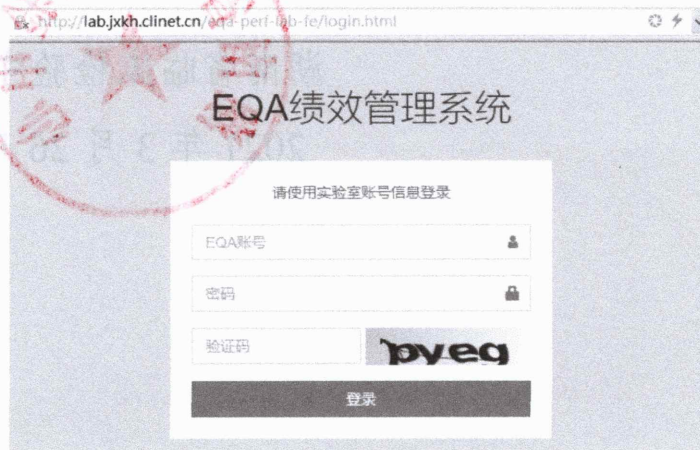 http://lab.jxkh.clinet.cn/eqa-perf-lab-fe/login.html
EQA绩效管理系统
请使用实验室账号信息登录
EQA账号
密码
验证码
pveq
登录